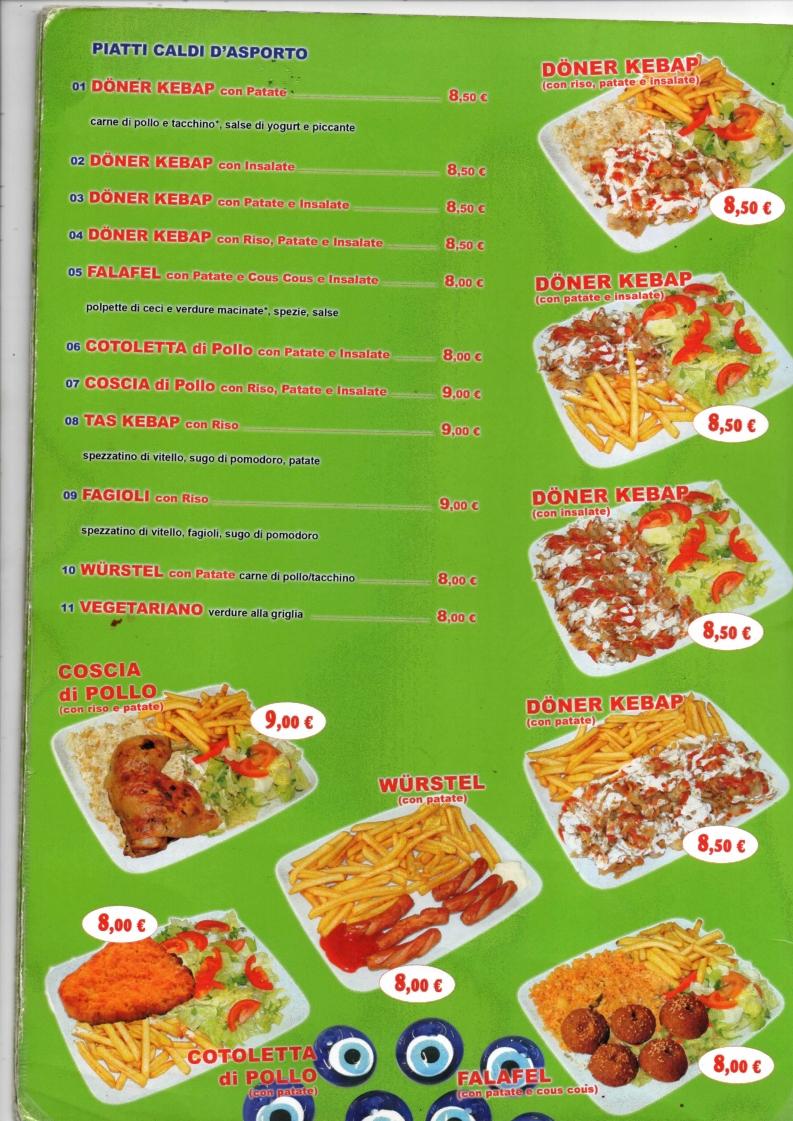 PIATTI CALDI D'ASPORTO
01 DÖNER KEBAP con Patate 8,50 €
carne di pollo e tacchino*, salse di yogurt e piccante
02 DÖNER KEBAP con Insalate 8,50 €
03 DÖNER KEBAP con Patate e Insalate 8,50 €
04 DÖNER KEBAP con Riso, Patate e Insalate 8,50 €
05 FALAFEL con Patate e Cous Cous e Insalate 8,00 €
polpette di ceci e verdure macinate*, spezie, salse
06 COTOLETTA di Pollo con Patate e Insalate 8,00 €
07 COSCIA di Pollo con Riso, Patate e Insalate 9,00 €
08 TAS KEBAP con Riso 9,00 €
spezzatino di vitello, sugo di pomodoro, patate
09 FAGIOLI con Riso 9,00 €
spezzatino di vitello, fagioli, sugo di pomodoro
10 WÜRSTEL con Patate carne di pollo/tacchino 8,00 €
11 VEGETARIANO verdure alla griglia 8,00 €
DÖNER KEBAP
(con riso, patate e insalate)
8,50 €
DÖNER KEBAP
(con patate e insalate)
8,50 €
DÖNER KEBAP
(con insalate)
8,50 €
DÖNER KEBAP
(con patate)
8,50 €
COSCIA
di POLLO
(con riso e patate)
9,00 €
WÜRSTEL
(con patate)
8,00 €
8,00 €
COTOLETTA
di POLLO
(con patate)
FALAFEL
(con patate e cous cous)
8,00 €